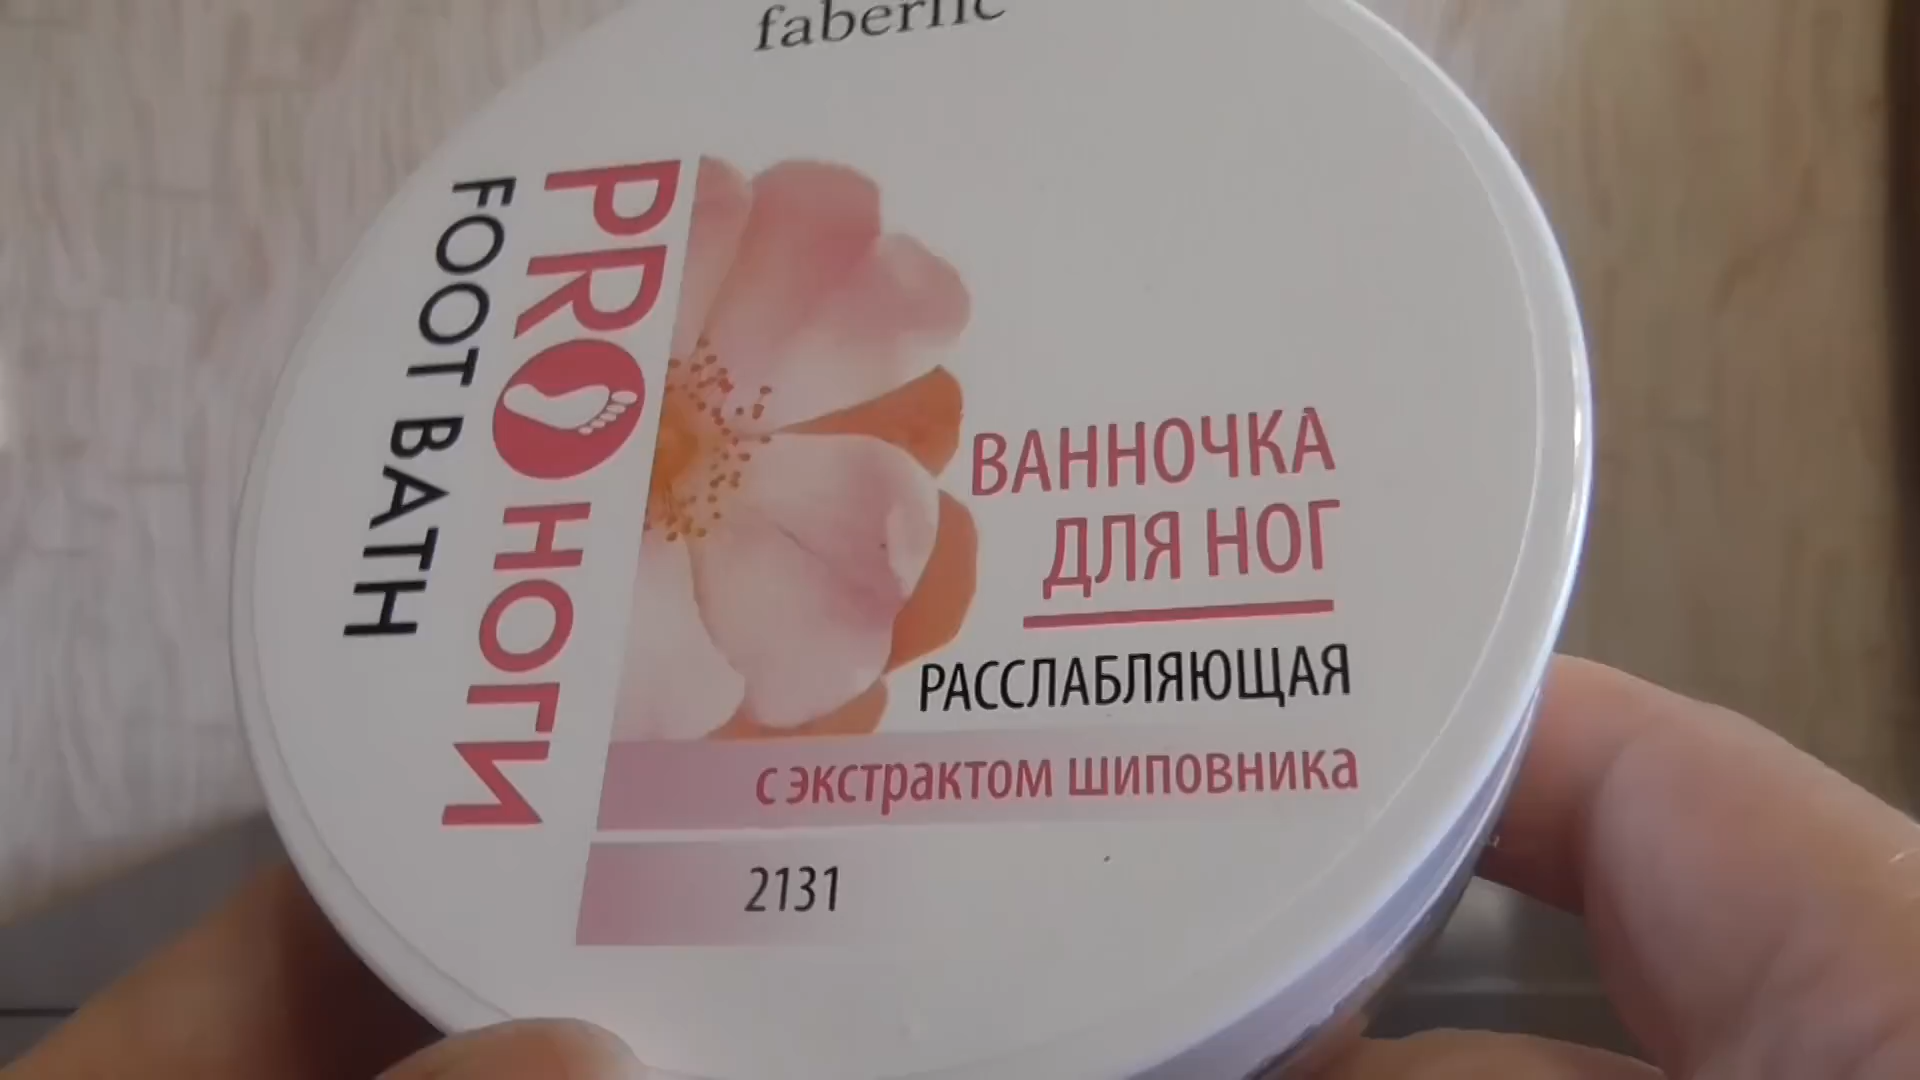 faberlic
PRO НОГИ
FOOT BATH
ВАННОЧКА
ДЛЯ НОГ
РАССЛАБЛЯЮЩАЯ
с экстрактом шиповника
2131